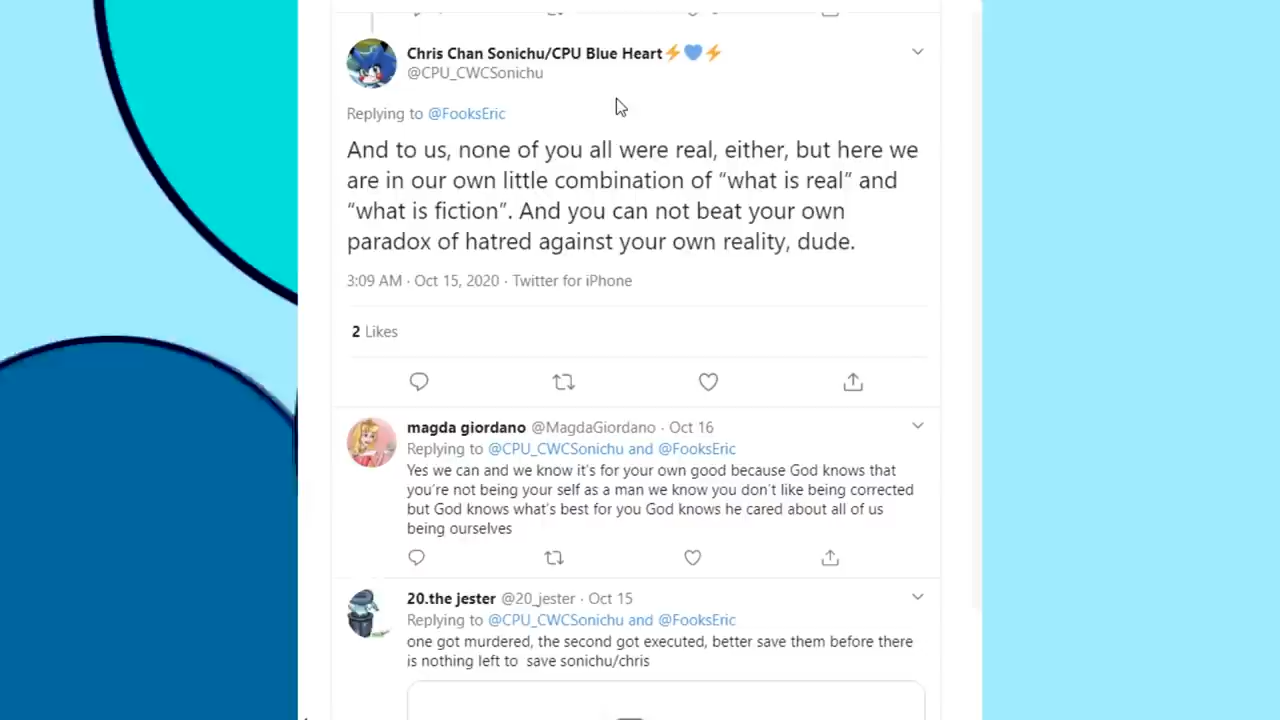 Chris Chan Sonichu/CPU Blue Heart⚡💙⚡
@CPU_CWCSonichu
Replying to @FooksEric
And to us, none of you all were real, either, but here we
are in our own little combination of “what is real” and
“what is fiction”. And you can not beat your own
paradox of hatred against your own reality, dude.
3:09 AM · Oct 15, 2020 · Twitter for iPhone
2 Likes
magda giordano @MagdaGiordano · Oct 16
Replying to @CPU_CWCSonichu and @FooksEric
Yes we can and we know it’s for your own good because God knows that
you’re not being your self as a man we know you don’t like being corrected
but God knows what’s best for you God knows he cared about all of us
being ourselves
20.the jester @20_jester · Oct 15
Replying to @CPU_CWCSonichu and @FooksEric
one got murdered, the second got executed, better save them before there
is nothing left to  save sonichu/chris